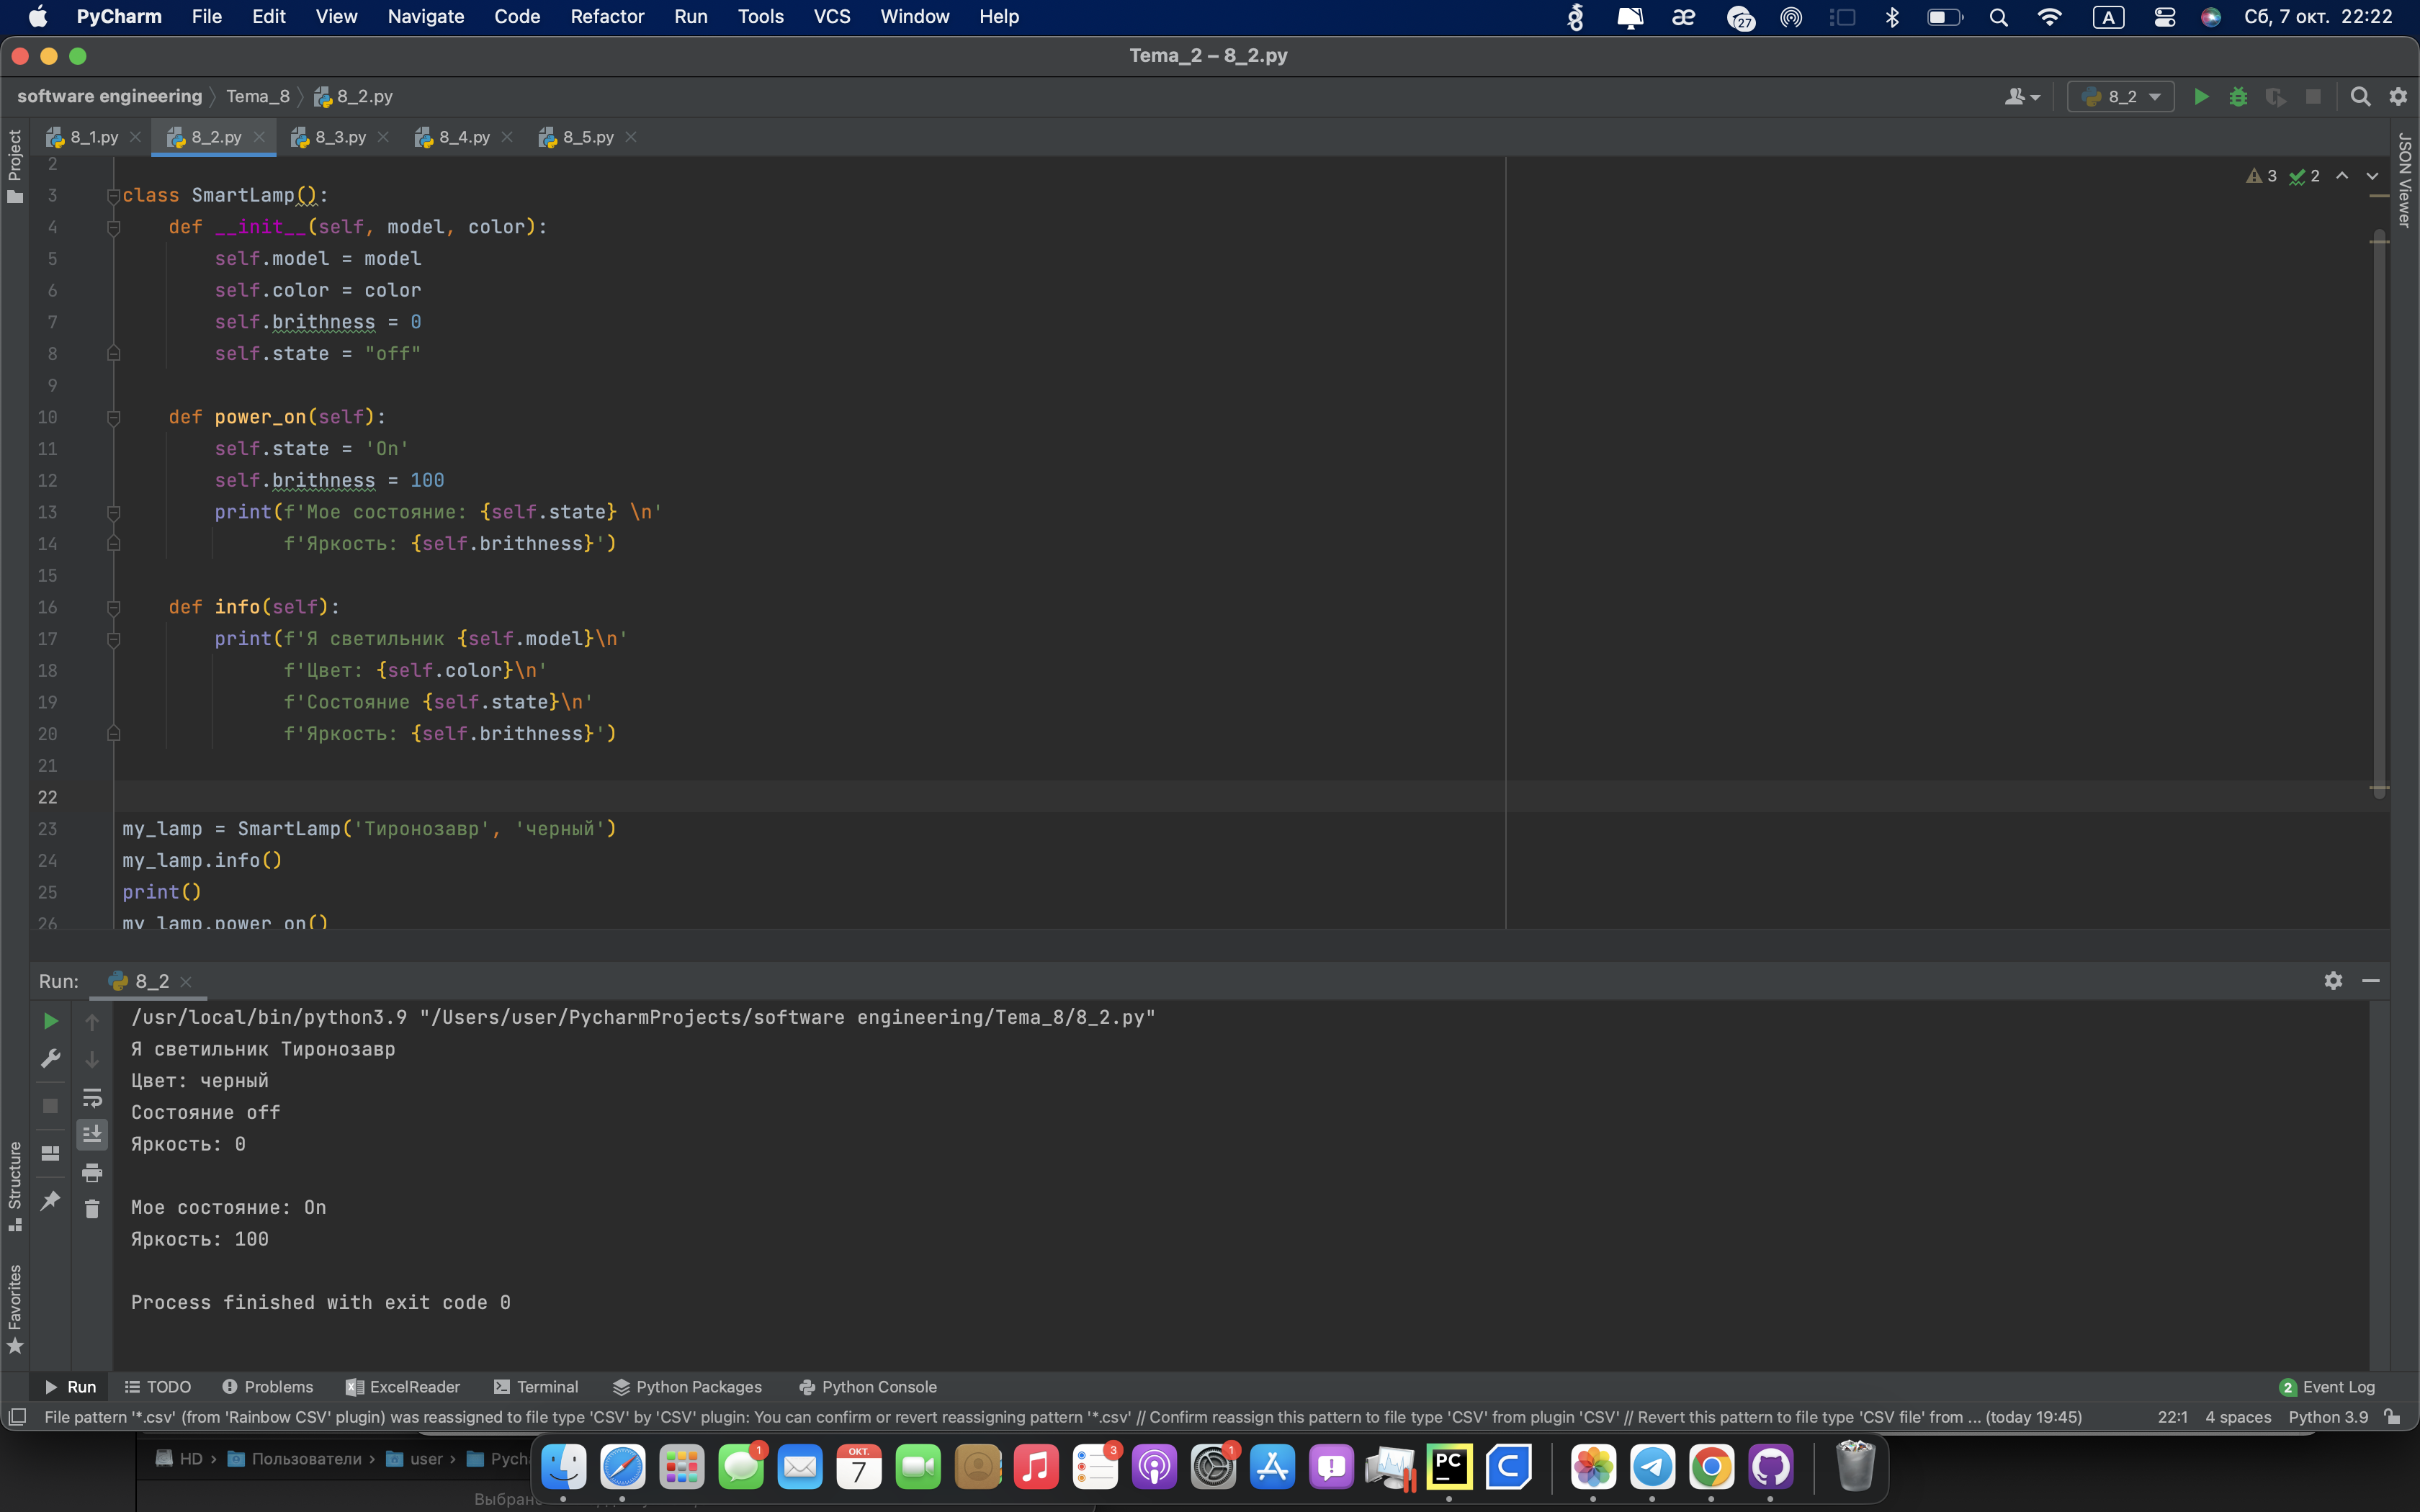 PyCharm File Edit View Navigate Code Refactor Run Tools VCS Window Help 27 A Сб, 7 окт. 22:22
Tema_2 – 8_2.py
software engineering Tema_8 8_2.py 8_2
8_1.py 8_2.py 8_3.py 8_4.py 8_5.py
Project
JSON Viewer
3 2
2
3 class SmartLamp():
4 def __init__(self, model, color):
5 self.model = model
6 self.color = color
7 self.brithness = 0
8 self.state = "off"
9
10 def power_on(self):
11 self.state = 'On'
12 self.brithness = 100
13 print(f'Мое состояние: {self.state} \n'
14 f'Яркость: {self.brithness}')
15
16 def info(self):
17 print(f'Я светильник {self.model}\n'
18 f'Цвет: {self.color}\n'
19 f'Состояние {self.state}\n'
20 f'Яркость: {self.brithness}')
21
22
23 my_lamp = SmartLamp('Тиронозавр', 'черный')
24 my_lamp.info()
25 print()
26 my_lamp.power_on()
Run: 8_2
/usr/local/bin/python3.9 "/Users/user/PycharmProjects/software engineering/Tema_8/8_2.py"
Я светильник Тиронозавр
Цвет: черный
Состояние off
Яркость: 0
Мое состояние: On
Яркость: 100
Process finished with exit code 0
Structure
Favorites
Run TODO Problems ExcelReader Terminal Python Packages Python Console 2 Event Log
File pattern '*.csv' (from 'Rainbow CSV' plugin) was reassigned to file type 'CSV' by 'CSV' plugin: You can confirm or revert reassigning pattern '*.csv' // Confirm reassign this pattern to file type 'CSV' from plugin 'CSV' // Revert this pattern to file type 'CSV file' from ... (today 19:45) 22:1 4 spaces Python 3.9
HD › Пользователи › user ›
1 ОКТ. 7 3 1 PC